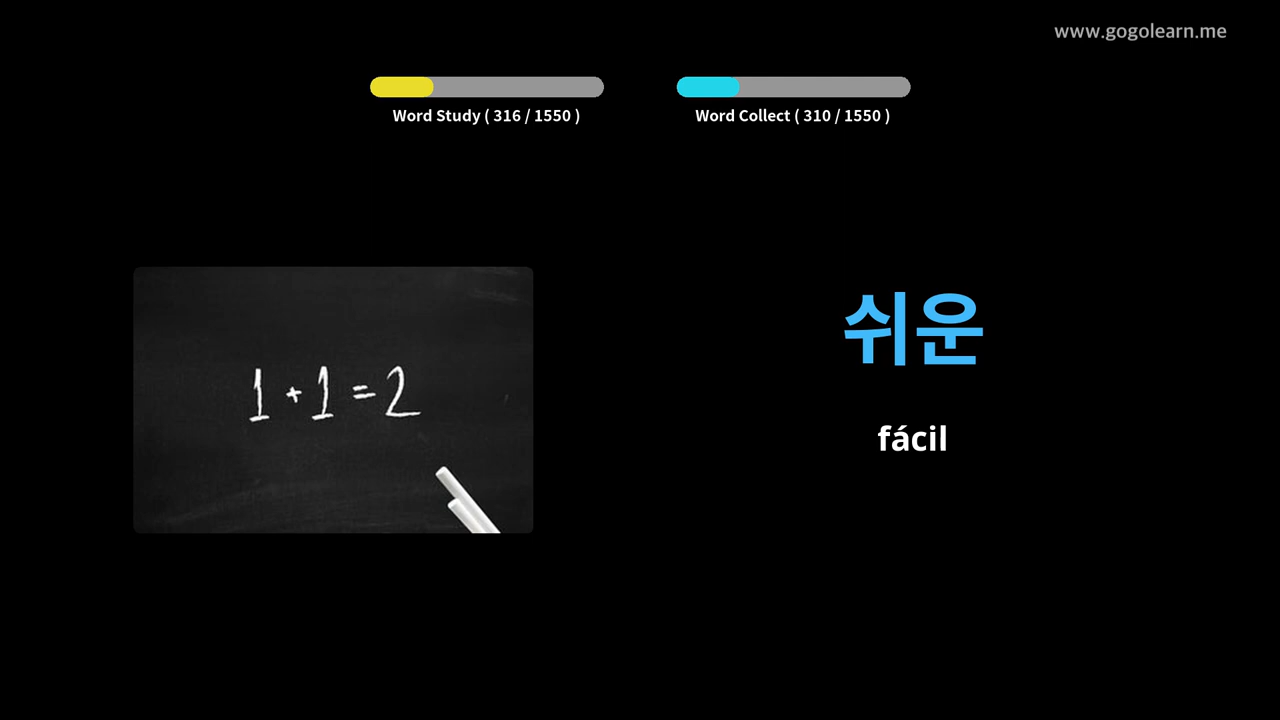 www.gogolearn.me
Word Study ( 316 / 1550 )
Word Collect ( 310 / 1550 )
1 + 1 = 2
쉬운
fácil